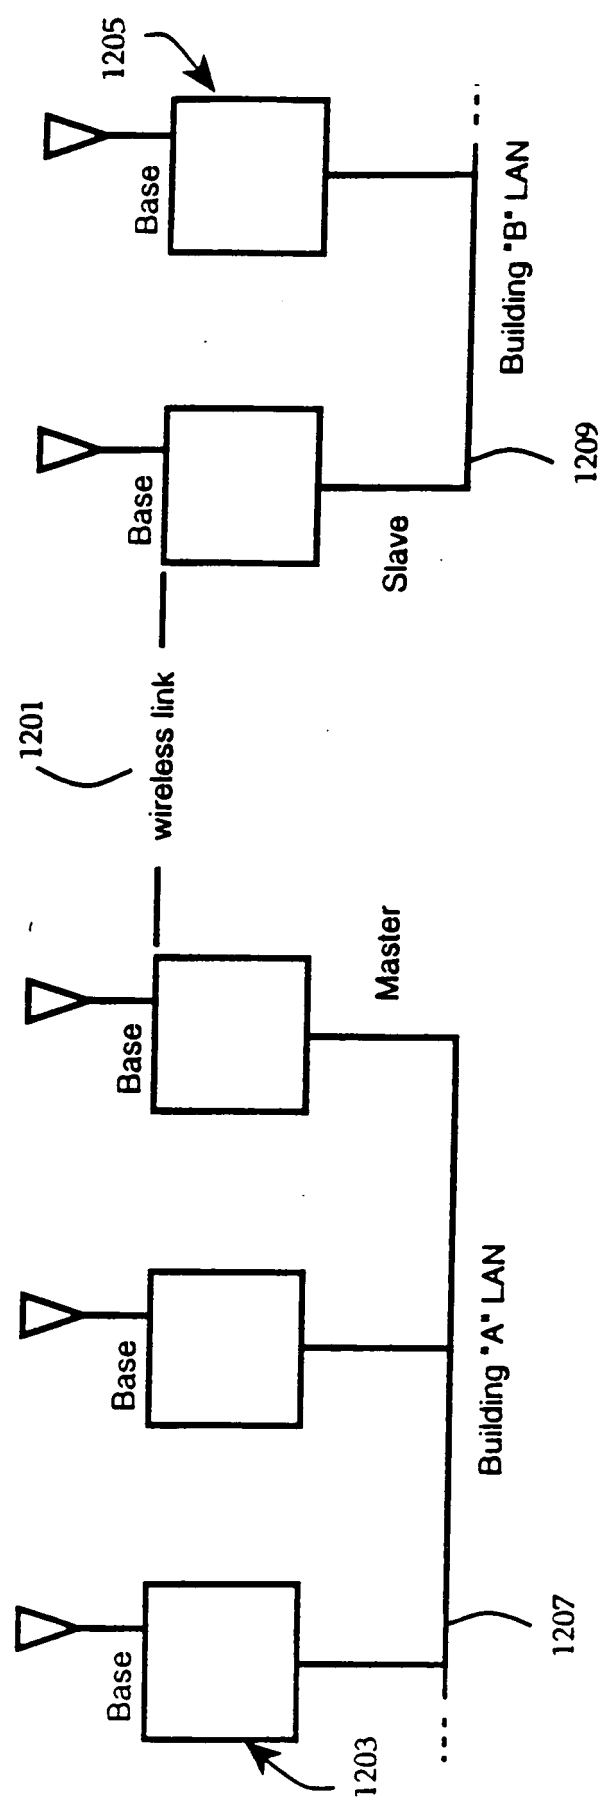 1201
1205
Base
Base
Base
wireless link
Base
Base
Master
Slave
1203
Building "A" LAN
Building "B" LAN
1207
1209